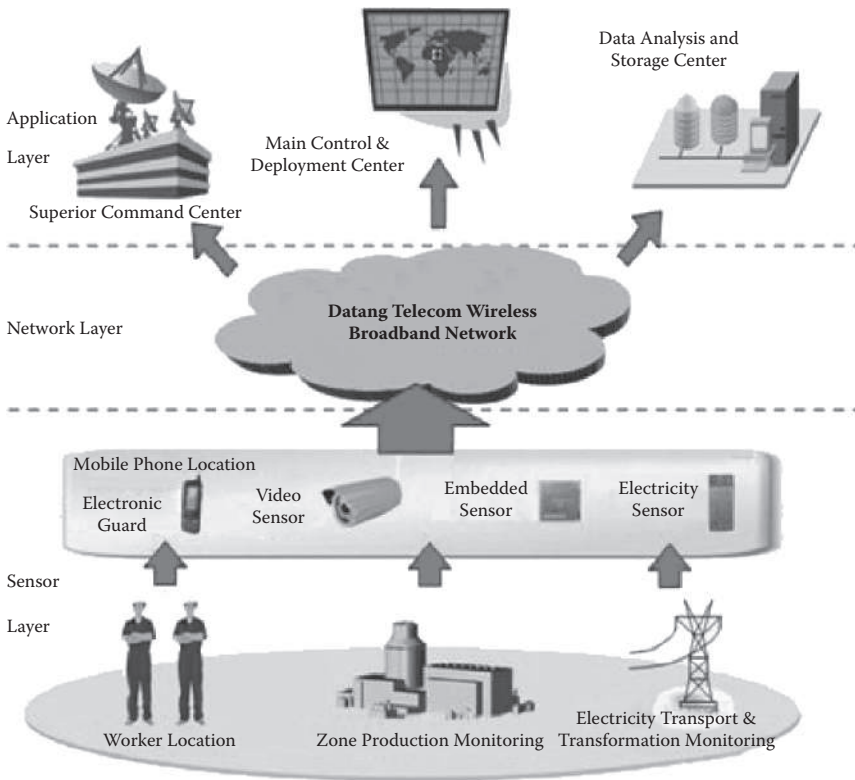 Data Analysis and
Storage Center
Application
Layer
Main Control &
Deployment Center
Superior Command Center
Network Layer
Datang Telecom Wireless
Broadband Network
Mobile Phone Location
Electronic
Guard
Video
Sensor
Embedded
Sensor
Electricity
Sensor
Sensor
Layer
Worker Location
Zone Production Monitoring
Electricity Transport &
Transformation Monitoring